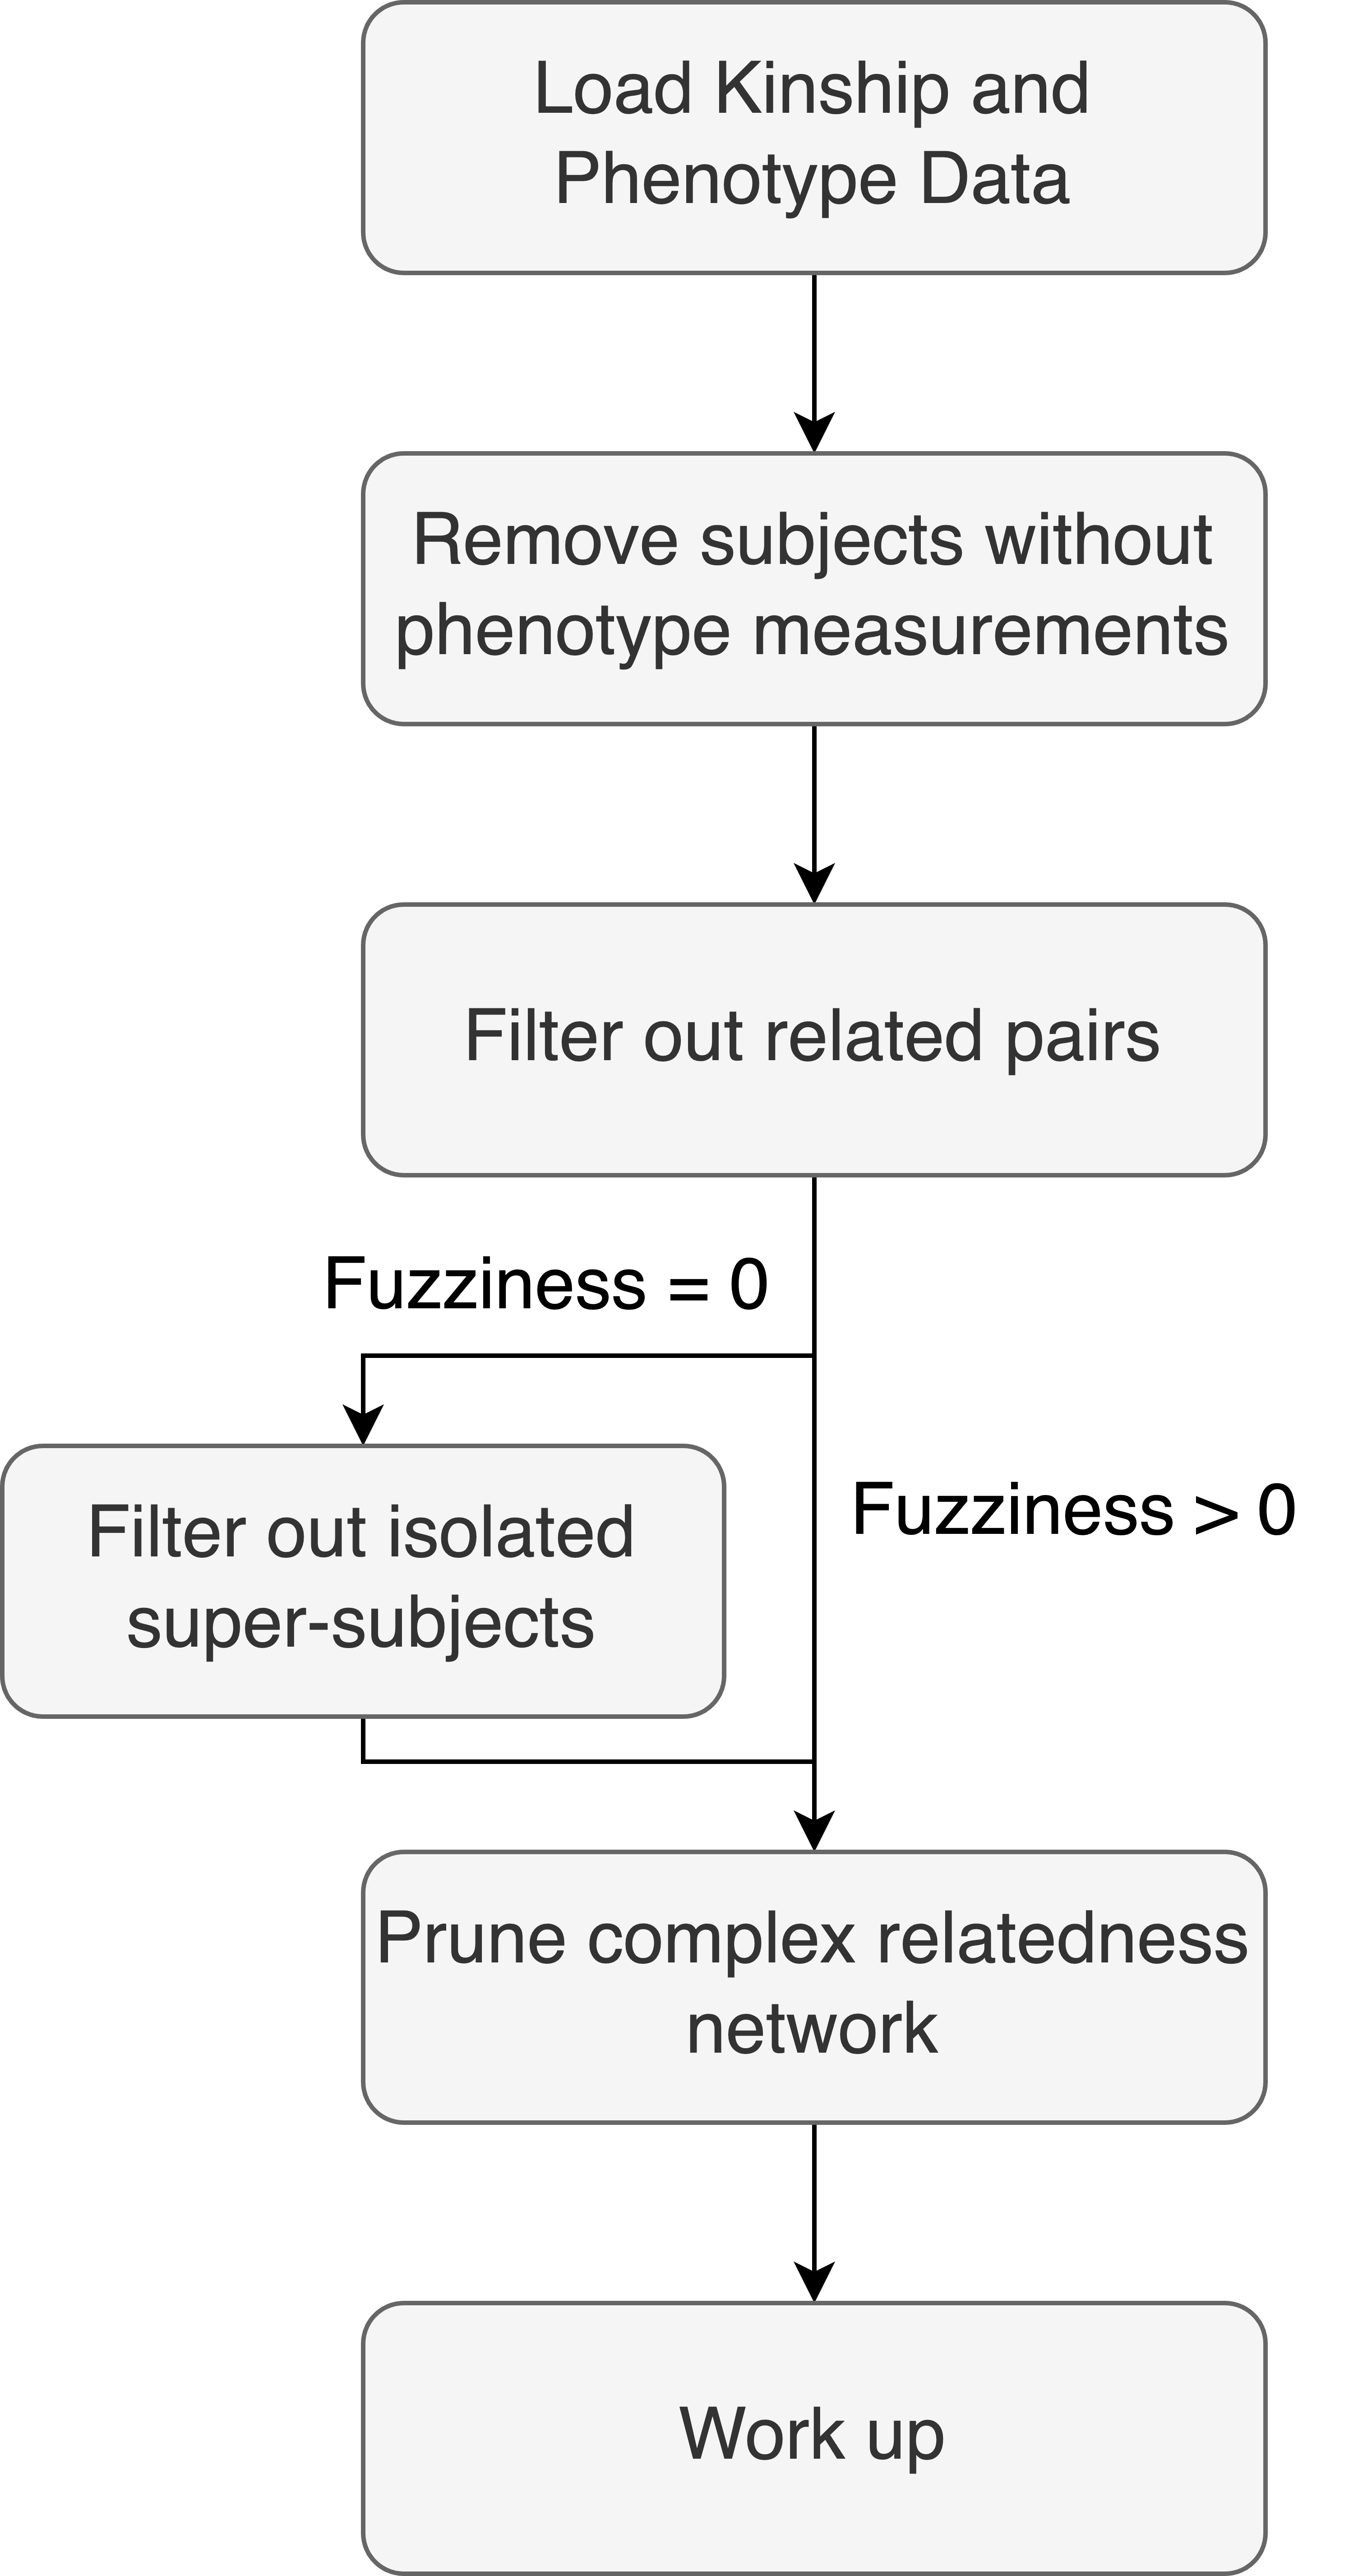 Load Kinship and
Phenotype Data
Remove subjects without
phenotype measurements
Filter out related pairs
Fuzziness = 0
Fuzziness > 0
Filter out isolated
super-subjects
Prune complex relatedness
network
Work up